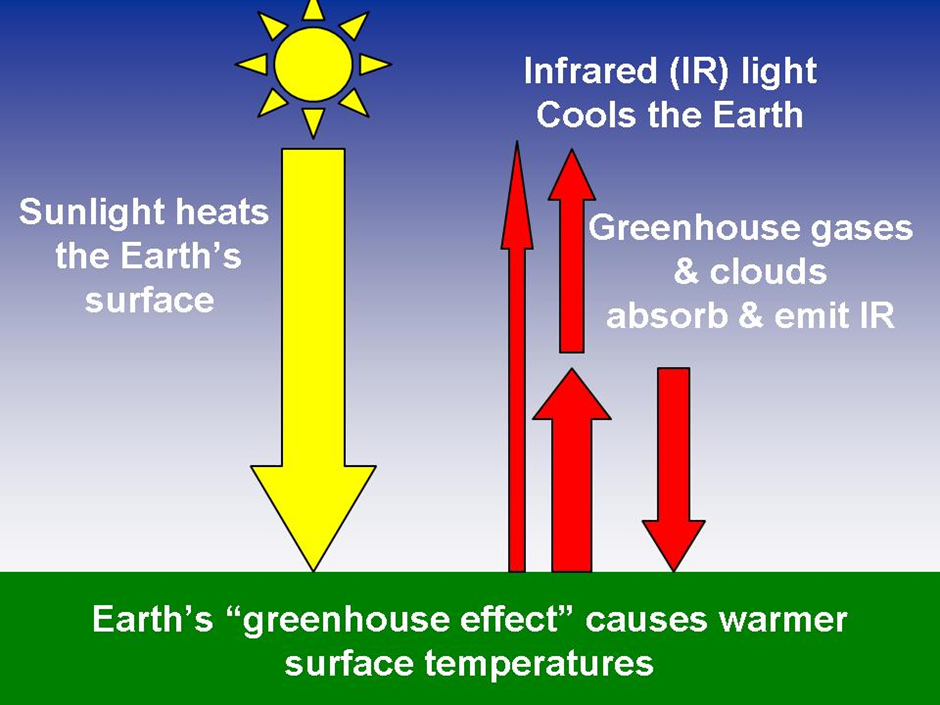 Infrared (IR) light
Cools the Earth
Sunlight heats
the Earth’s
surface
Greenhouse gases
& clouds
absorb & emit IR
Earth’s “greenhouse effect” causes warmer
surface temperatures